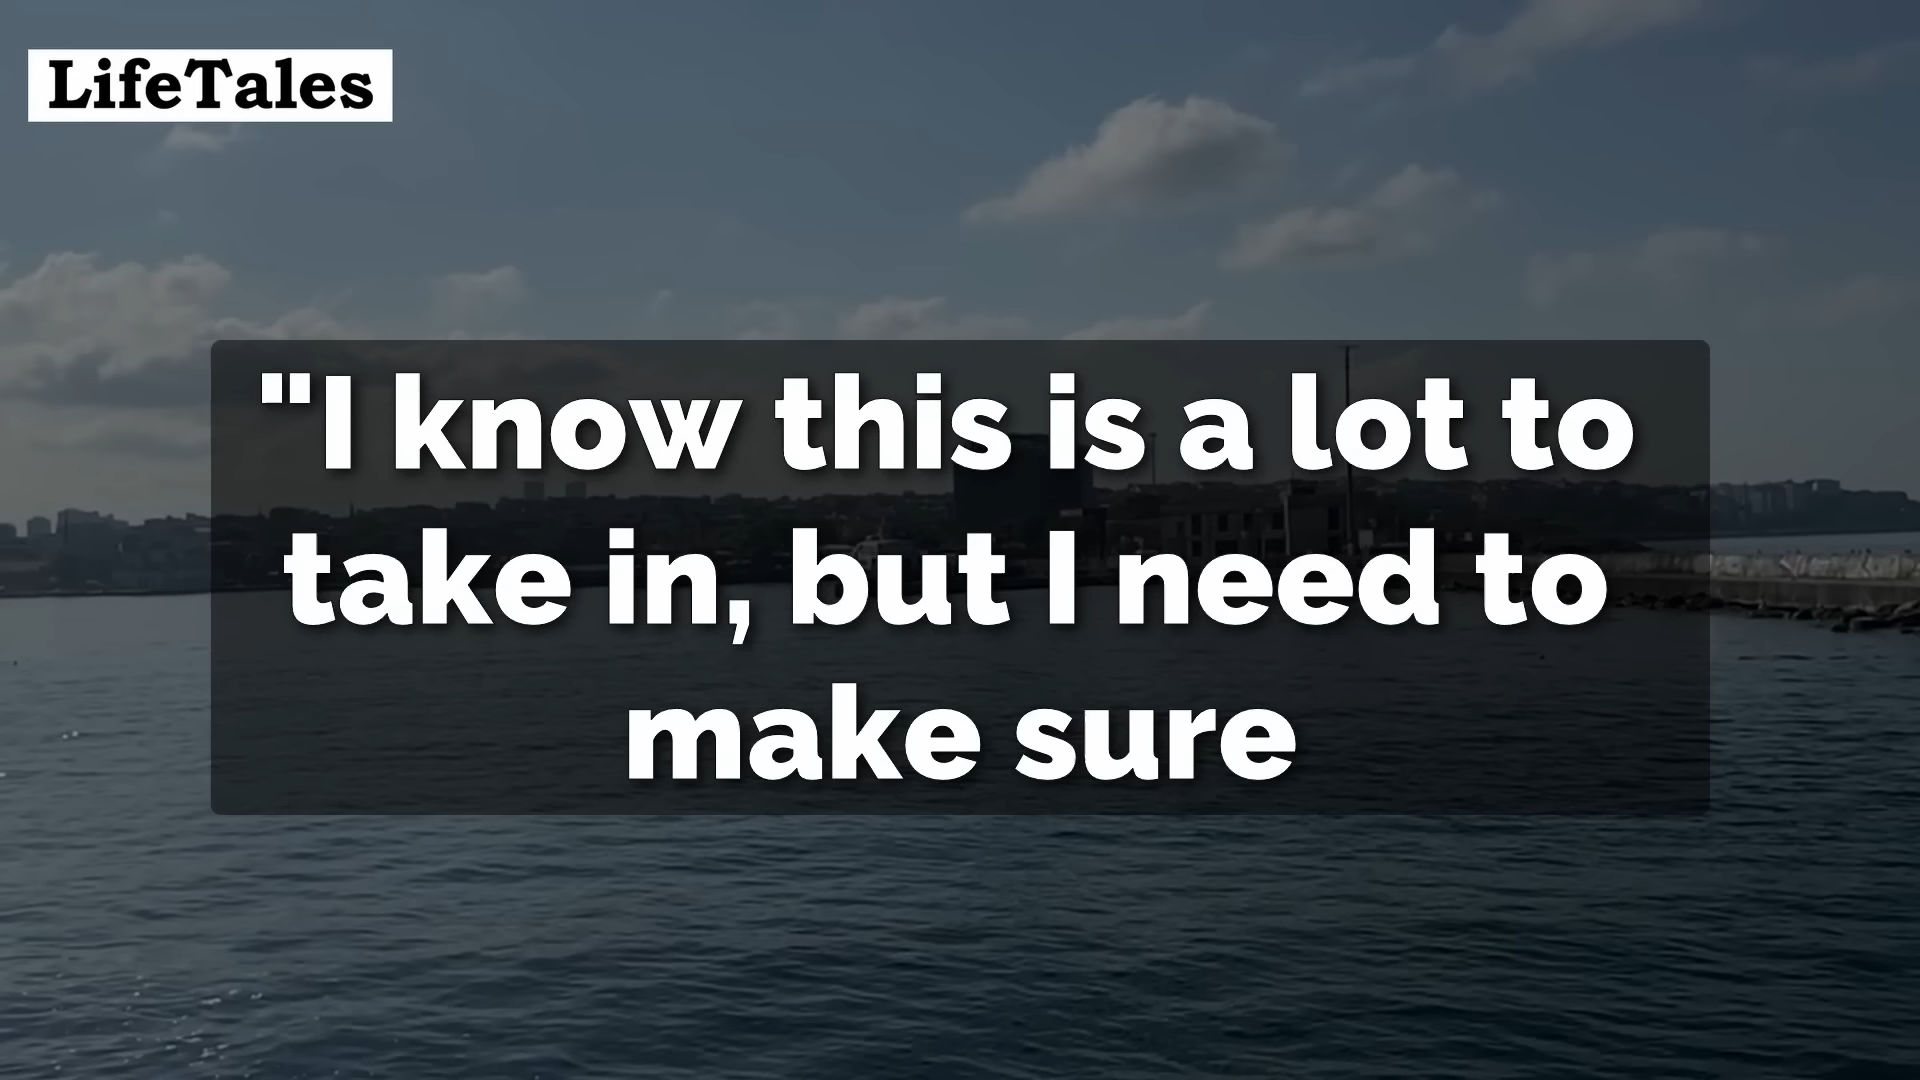 LifeTales
"I know this is a lot to
take in, but I need to
make sure